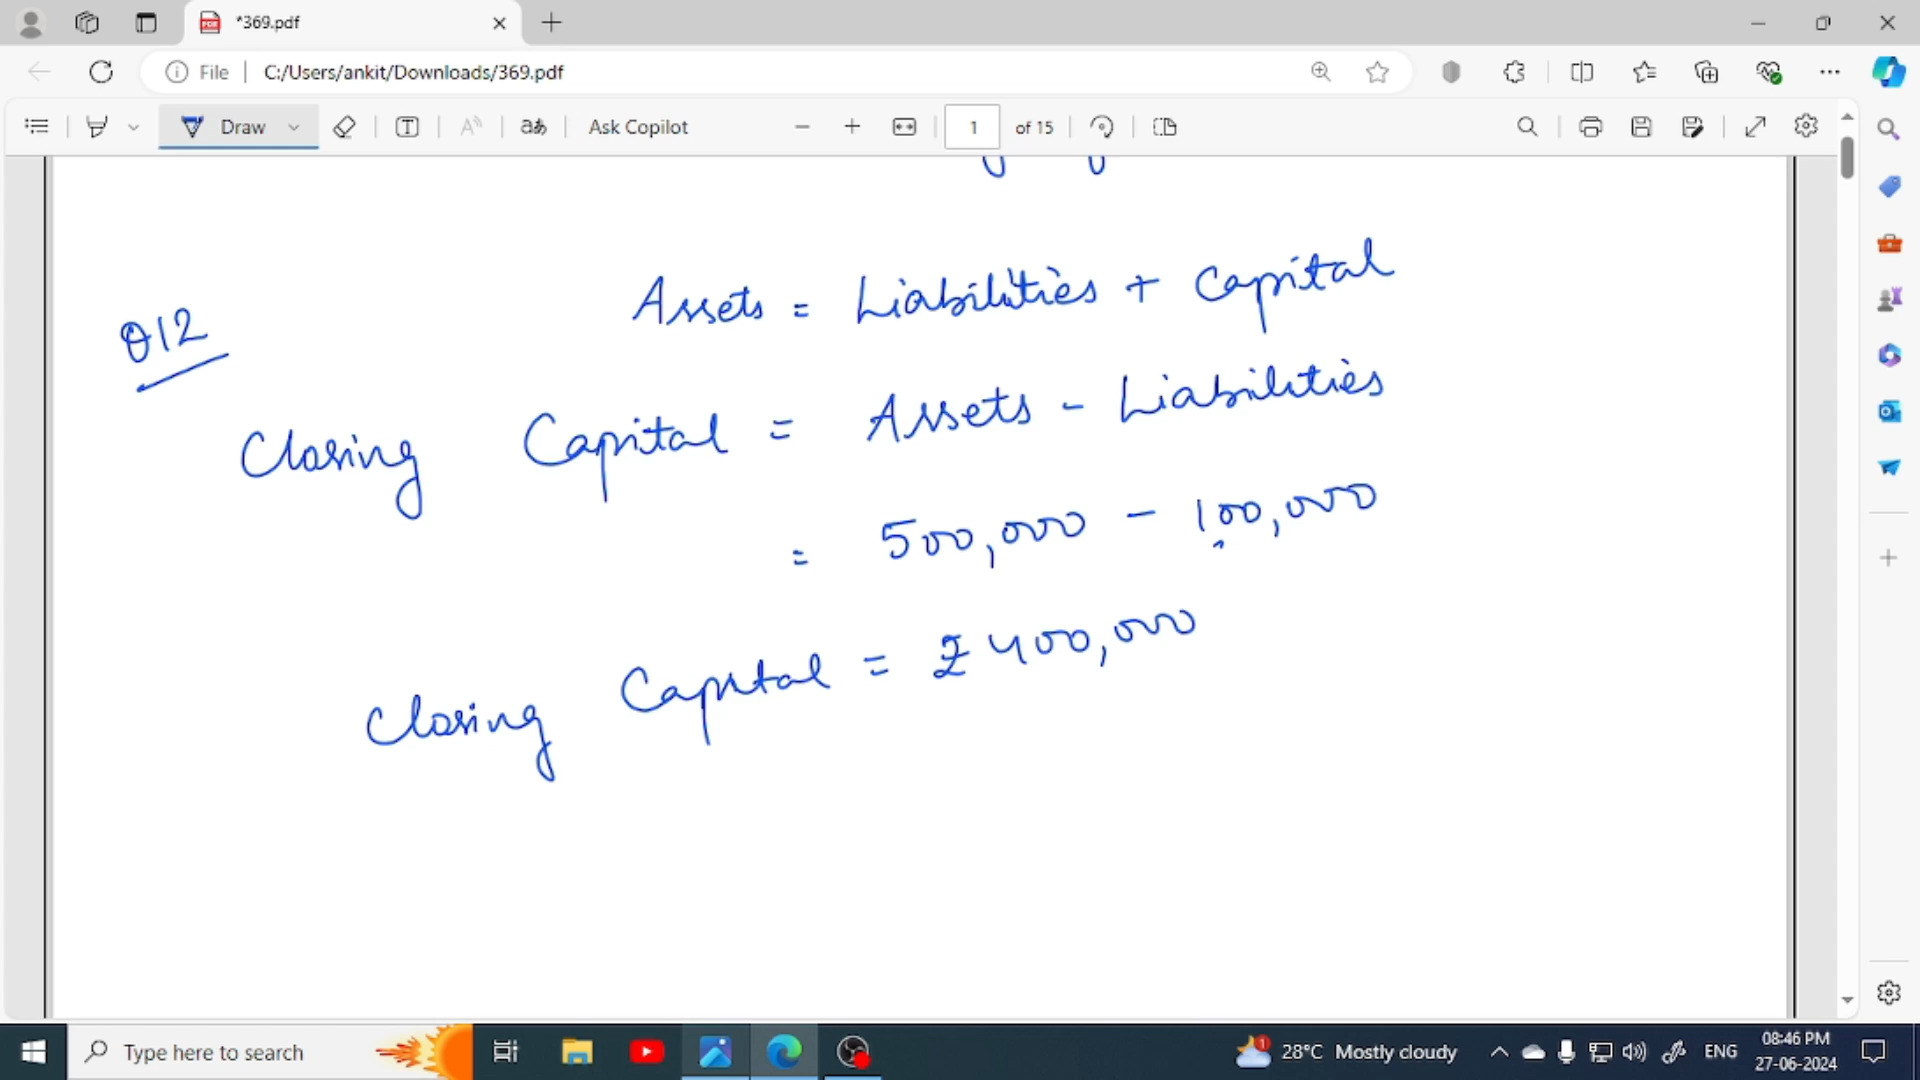 *369.pdf
File C:/Users/ankit/Downloads/369.pdf
Draw Ask Copilot 1 of 15
Q12
Assets = Liabilities + Capital
Closing Capital = Assets - Liabilities
= 500,000 - 100,000
Closing Capital = ₤400,000
Type here to search
28°C Mostly cloudy
ENG
08:46 PM
27-06-2024